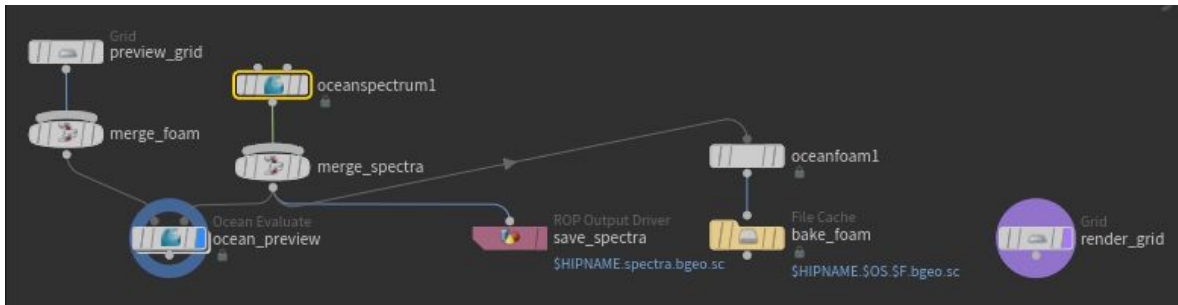 Grid
preview_grid
oceanspectrum1
merge_foam
merge_spectra
oceanfoam1
Ocean Evaluate
ocean_preview
ROP Output Driver
save_spectra
$HIPNAME.spectra.bgeo.sc
File Cache
bake_foam
$HIPNAME.$OS.$F.bgeo.sc
Grid
render_grid